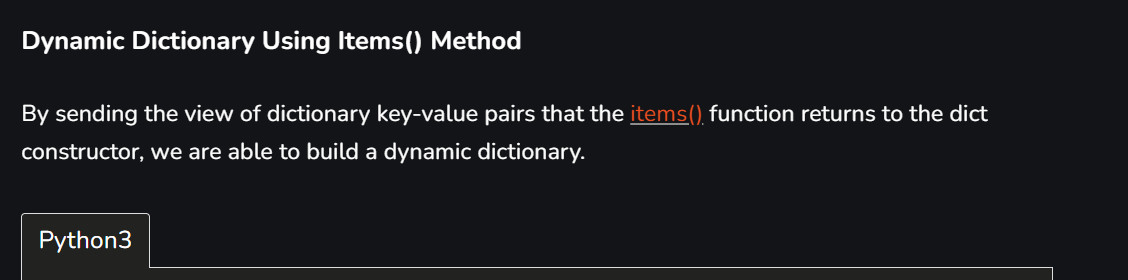 Dynamic Dictionary Using Items() Method
By sending the view of dictionary key-value pairs that the items() function returns to the dict
constructor, we are able to build a dynamic dictionary.
Python3